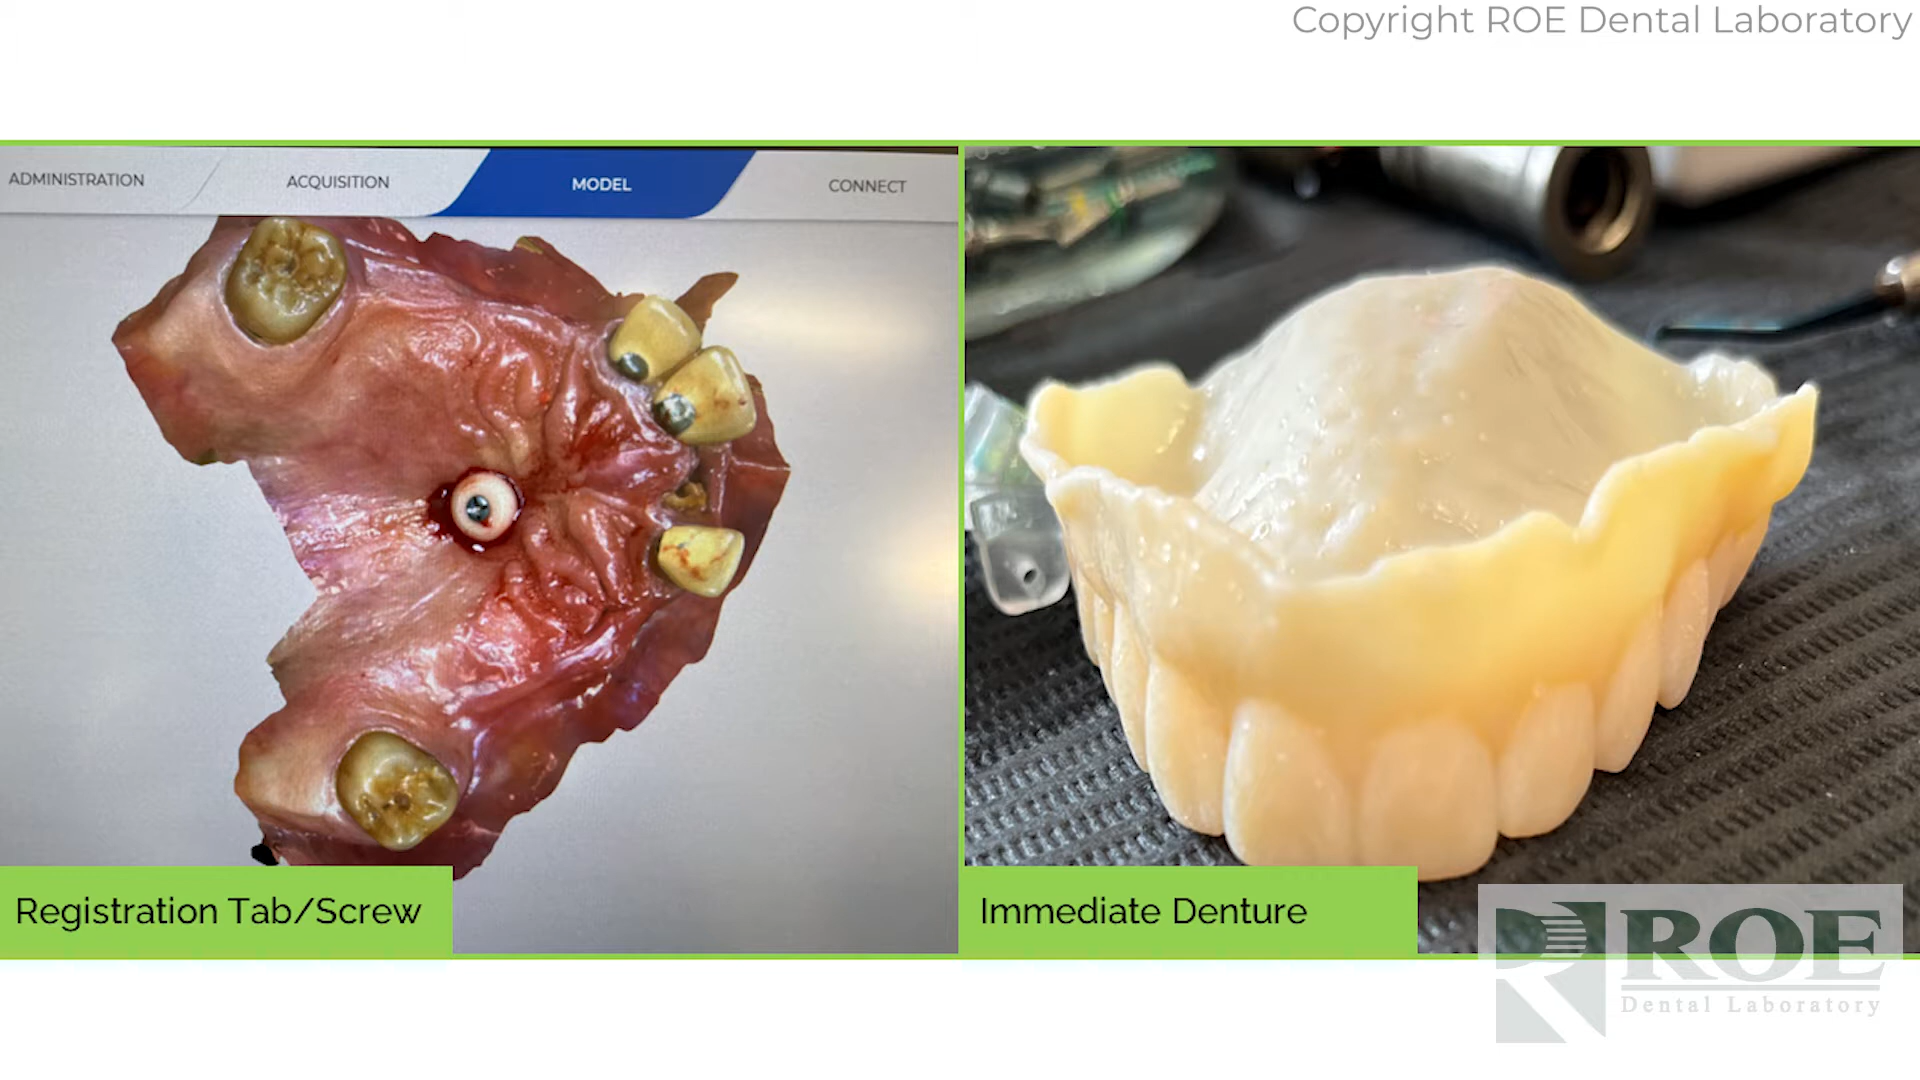 Copyright ROE Dental Laboratory
ADMINISTRATION
ACQUISITION
MODEL
CONNECT
Registration Tab/Screw
Immediate Denture
ROE
Dental Laboratory